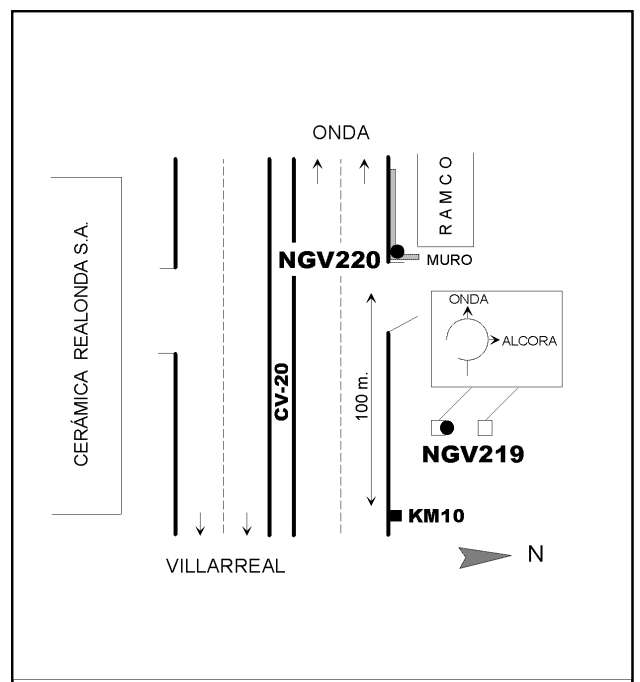 ONDA
RAMCO
CERÁMICA REALONDA S.A.
NGV220
MURO
ONDA
ALCORA
CV-20
100 m.
NGV219
KM10
N
VILLARREAL